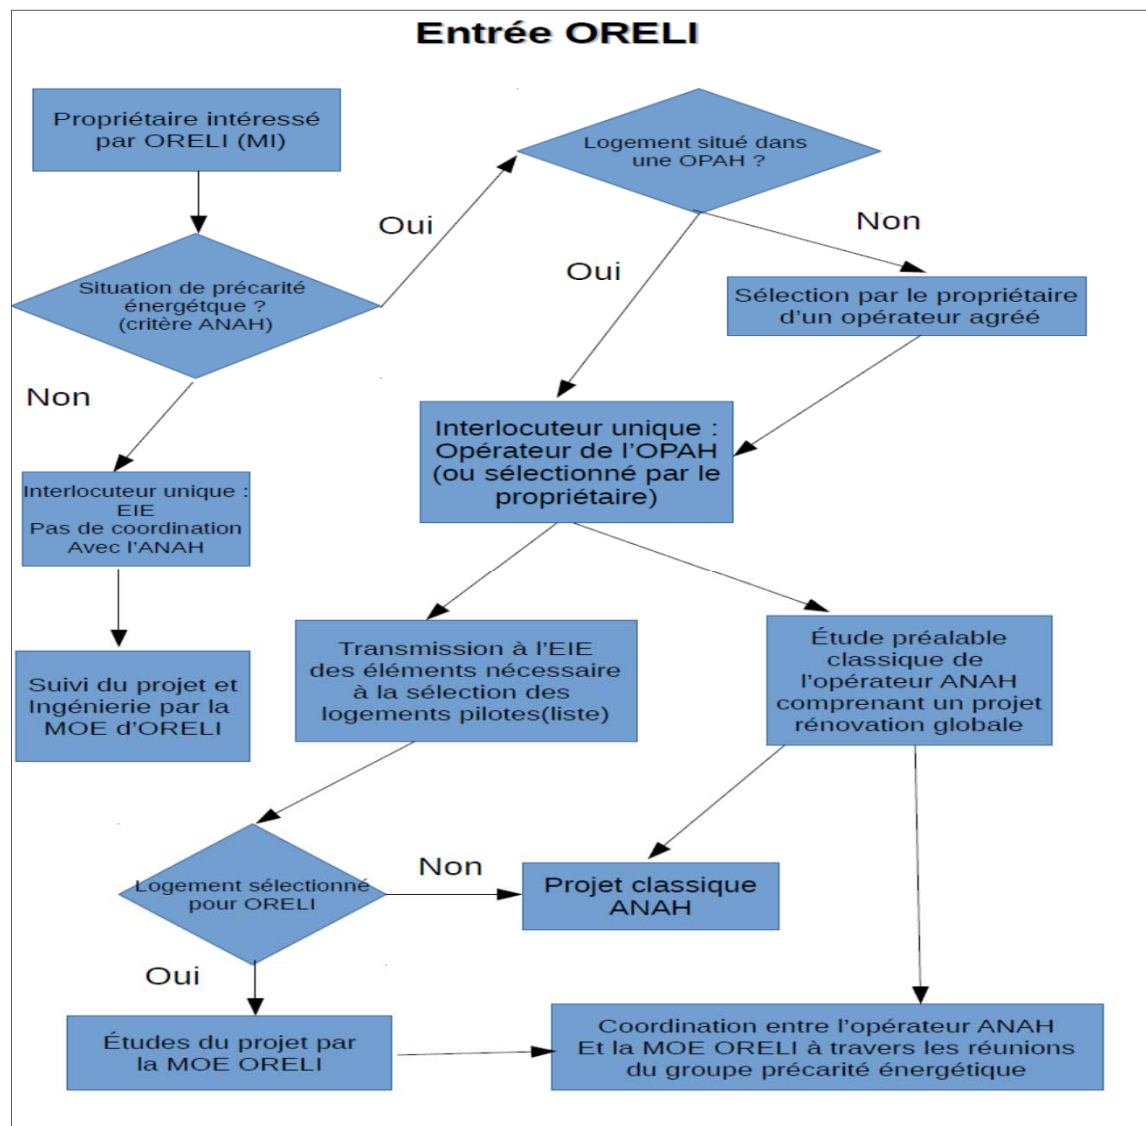 Entrée ORELI
Propriétaire intéressé
par ORELI (MI)
Logement situé dans
une OPAH ?
Oui
Non
Situation de précarité
énergétque ?
(critère ANAH)
Oui
Sélection par le propriétaire
d'un opérateur agréé
Non
Interlocuteur unique :
Opérateur de l'OPAH
(ou sélectionné par le
propriétaire)
Interlocuteur unique :
EIE
Pas de coordination
Avec l'ANAH
Transmission à l'EIE
des éléments nécessaire
à la sélection des
logements pilotes(liste)
Étude préalable
classique de
l'opérateur ANAH
comprenant un projet
rénovation globale
Suivi du projet et
Ingénierie par la
MOE d'ORELI
Logement sélectionné
pour ORELI
Non
Projet classique
ANAH
Oui
Études du projet par
la MOE ORELI
Coordination entre l'opérateur ANAH
Et la MOE ORELI à travers les réunions
du groupe précarité énergétique